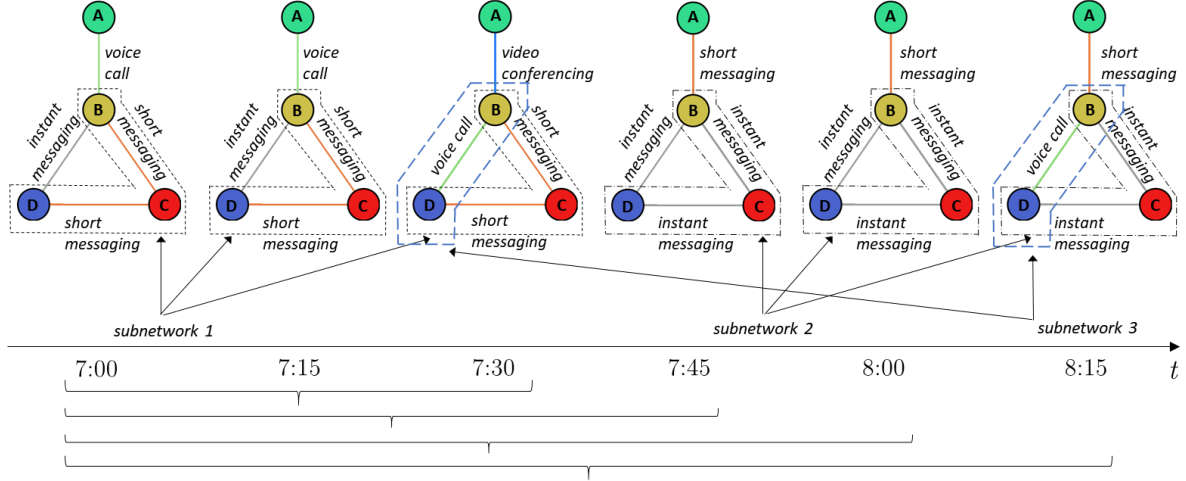 A
voice
call
B
instant
messaging
short
messaging
D
C
short
messaging
A
voice
call
B
instant
messaging
short
messaging
D
C
short
messaging
A
video
conferencing
B
voice call
short
messaging
D
C
short
messaging
A
short
messaging
B
instant
messaging
instant
messaging
D
C
instant
messaging
A
short
messaging
B
instant
messaging
instant
messaging
D
C
instant
messaging
A
short
messaging
B
voice call
instant
messaging
D
C
instant
messaging
subnetwork 1
subnetwork 2
subnetwork 3
7:00 7:15 7:30 7:45 8:00 8:15 t